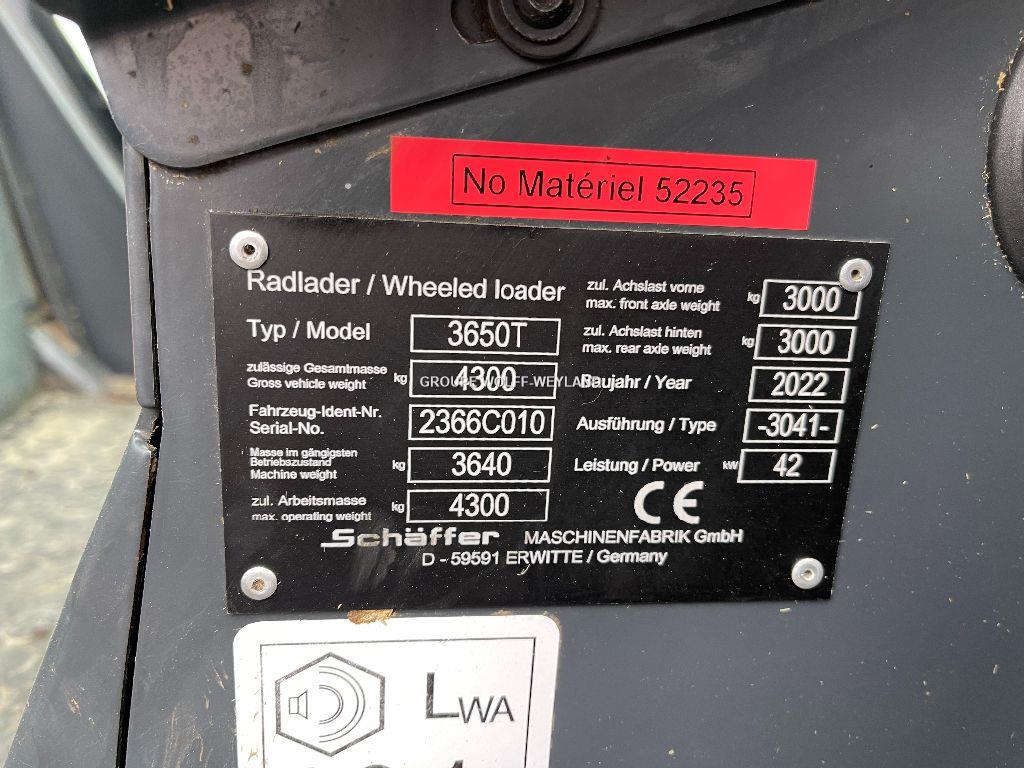 No Matériel 52235
Radlader / Wheeled loader
Typ / Model 3650T
zulässige Gesamtmasse
Gross vehicle weight kg 4300
GROUPE WOLFF-WEYLAND
Fahrzeug-Ident-Nr.
Serial-No. 2366C010
Masse im gängigsten
Betriebszustand
Machine weight kg 3640
zul. Arbeitsmasse
max. operating weight kg 4300
zul. Achslast vorne
max. front axle weight kg 3000
zul. Achslast hinten
max. rear axle weight kg 3000
Baujahr / Year 2022
Ausführung / Type -3041-
Leistung / Power kW 42
CE
Schäffer MASCHINENFABRIK GmbH
D - 59591 ERWITTE / Germany
LWA